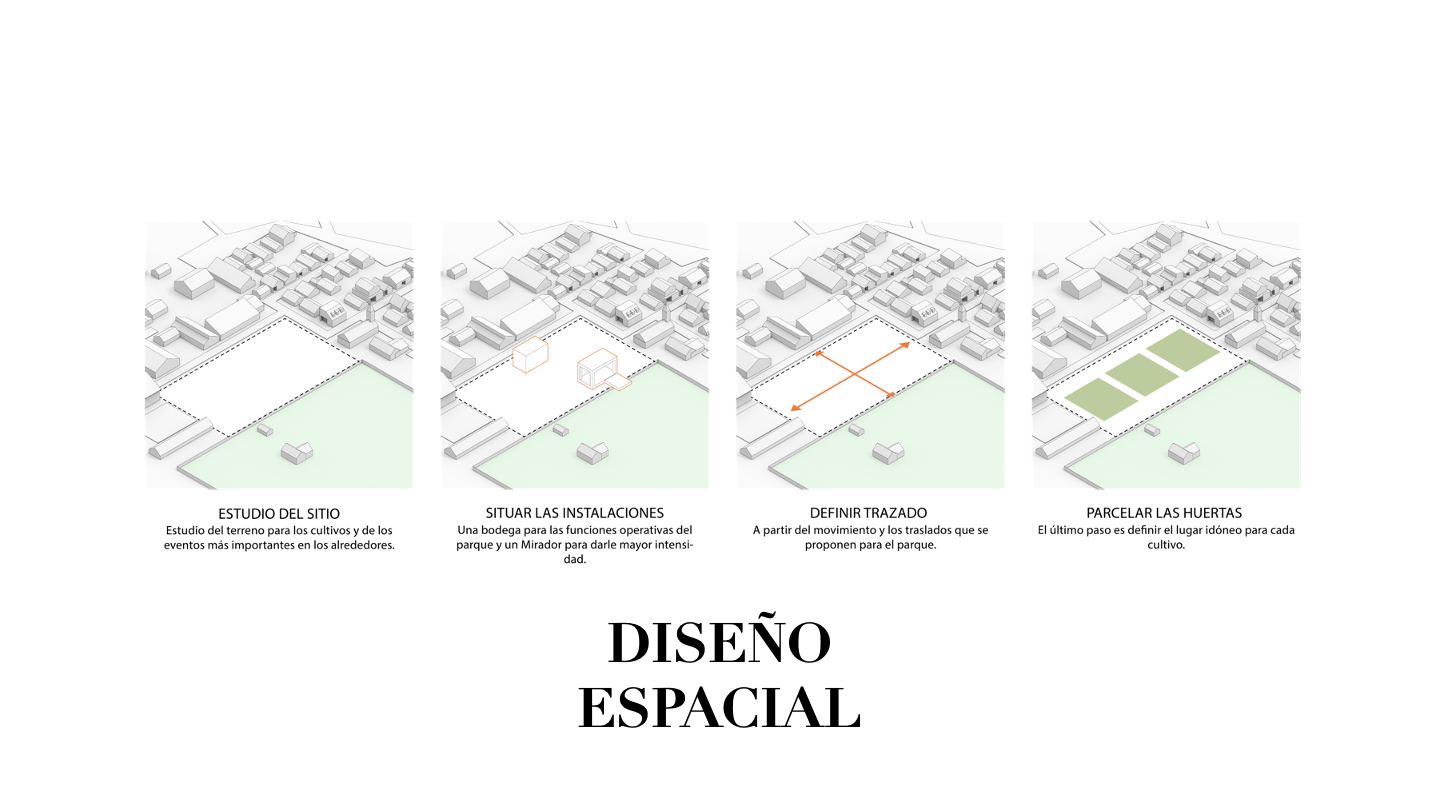 ESTUDIO DEL SITIO
Estudio del terreno para los cultivos y de los
eventos más importantes en los alrededores.
SITUAR LAS INSTALACIONES
Una bodega para las funciones operativas del
parque y un Mirador para darle mayor intensi-
dad.
DEFINIR TRAZADO
A partir del movimiento y los traslados que se
proponen para el parque.
PARCELAR LAS HUERTAS
El último paso es definir el lugar idóneo para cada
cultivo.
DISEÑO
ESPACIAL